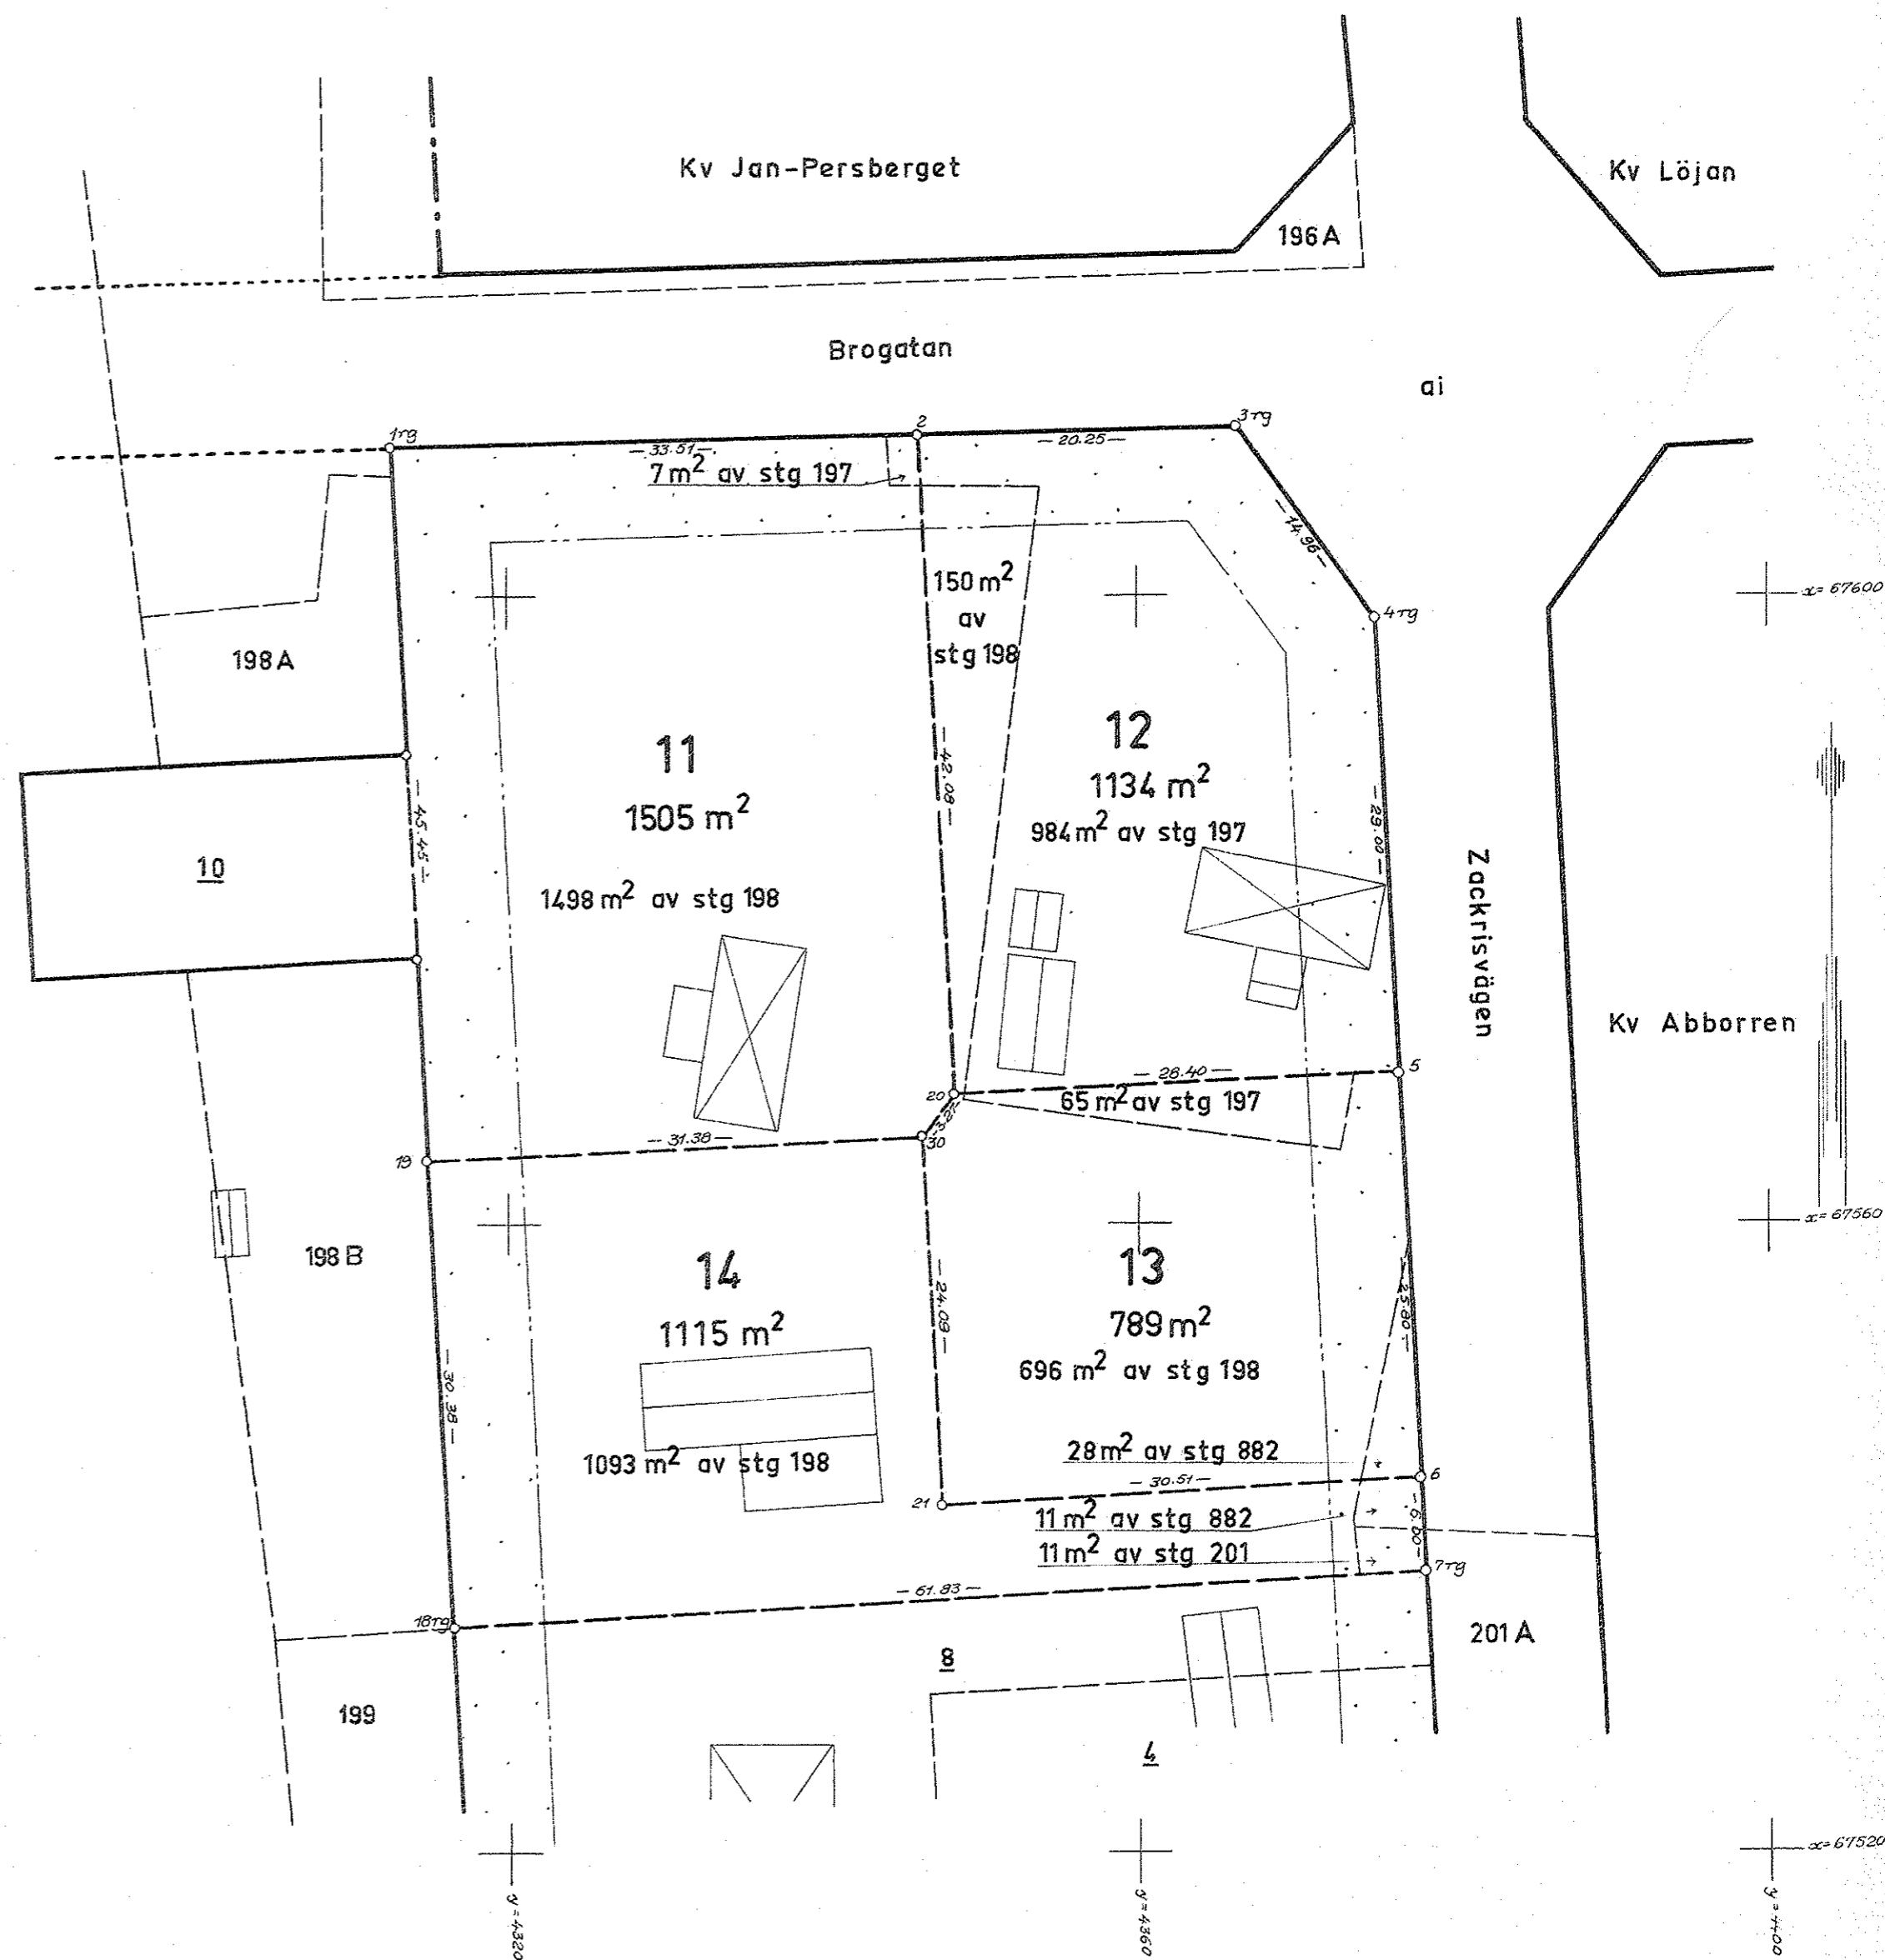 Kv Jan-Persberget
Kv Löjan
196A
Brogatan
ai
1rg
2
3rg
33.51
20.25
7 m² av stg 197
14.96
150 m²
av
stg 198
4rg
x= 67600
198A
11
1505 m²
1498 m² av stg 198
12
1134 m²
984 m² av stg 197
42.08
29.00
45.45
10
Zackrisvägen
Kv Abborren
5
28.40
20
65 m² av stg 197
3.27
30
31.38
19
x= 67560
198 B
14
1115 m²
1093 m² av stg 198
13
789 m²
696 m² av stg 198
24.09
25.80
30.38
28 m² av stg 882
30.51
6
21
11 m² av stg 882
11 m² av stg 201
6.00
7rg
61.83
18rg
201 A
8
199
4
x= 67520
y= 4320
y= 4360
y= 4400